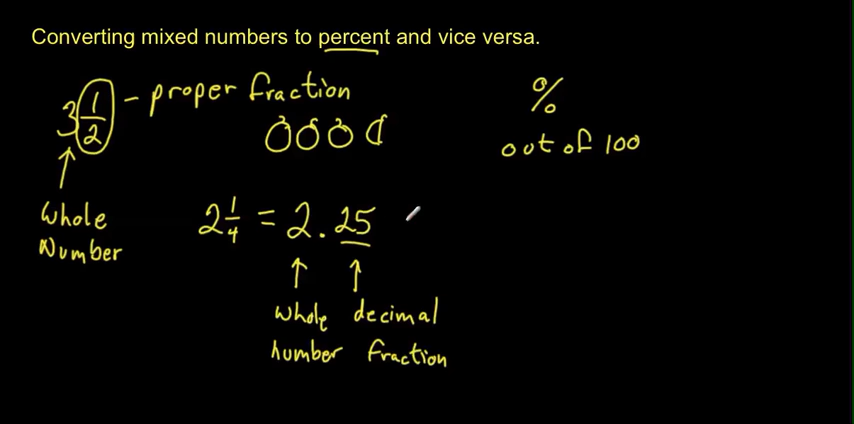 Converting mixed numbers to percent and vice versa.
3 1/2 - proper fraction
%
out of 100
Whole
Number
2 1/4 = 2.25
whole decimal
number fraction